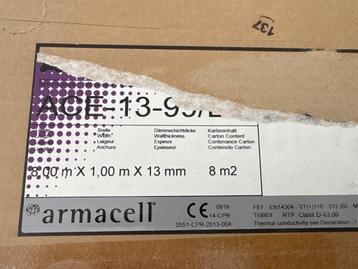 137
ACE-13-99/E
Breite Dämmschichtdicke Kartoninhalt
Width Wallthickness Carton Content
Largeur Espesor Contenance Carton
Anchura Epaisseur Contenido Carton
8,00 m X 1,00 m X 13 mm 8 m2
armacell
CE 0919
14-CPR
0551-CPR-2013-004
FEF - EN14304 - ST(+)110 - ST(-)50 - M
RTF Class D-s3,d0
Thermal conductivity see Declaration